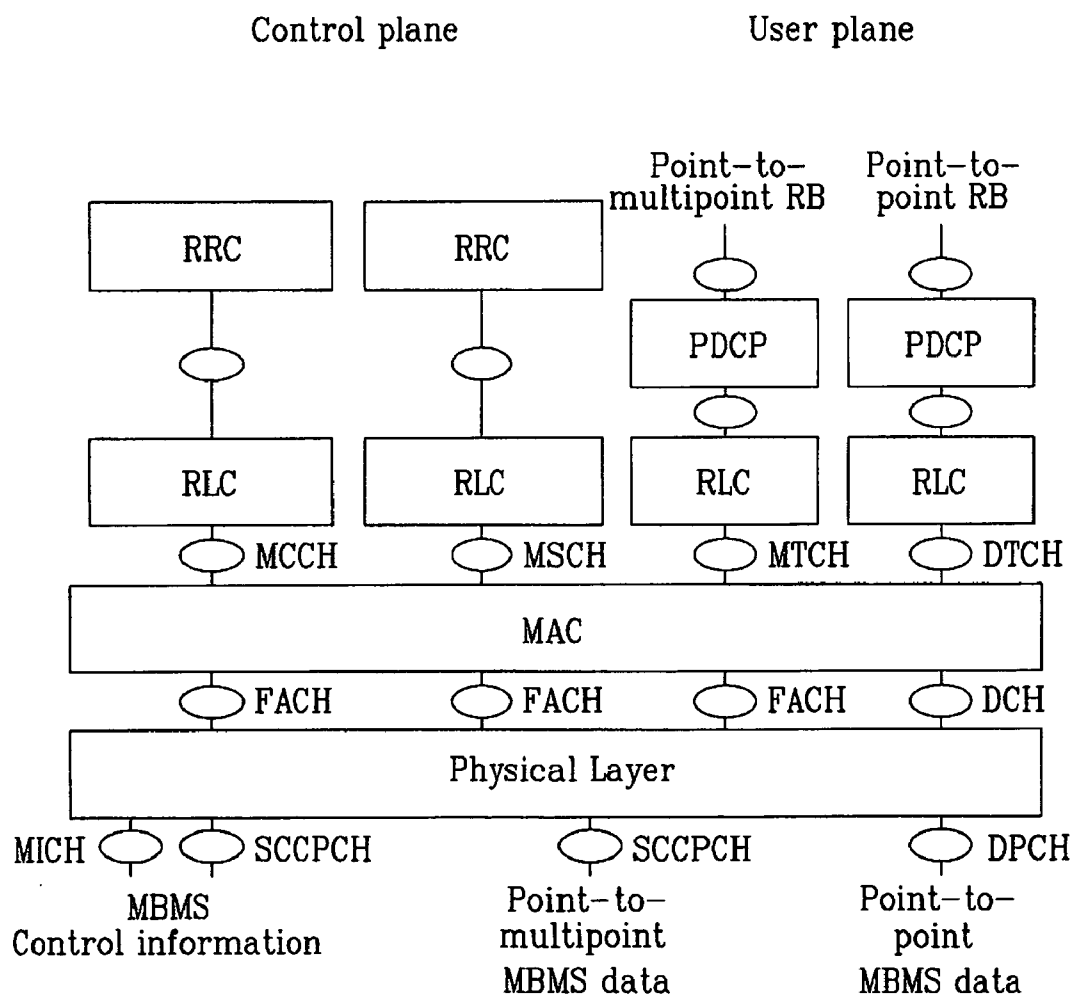 Control plane
User plane
Point-to-
multipoint RB
Point-to-
point RB
RRC
RRC
PDCP
PDCP
RLC
RLC
RLC
RLC
MCCH
MSCH
MTCH
DTCH
MAC
FACH
FACH
FACH
DCH
Physical Layer
MICH
SCCPCH
SCCPCH
DPCH
MBMS
Control information
Point-to-
multipoint
MBMS data
Point-to-
point
MBMS data